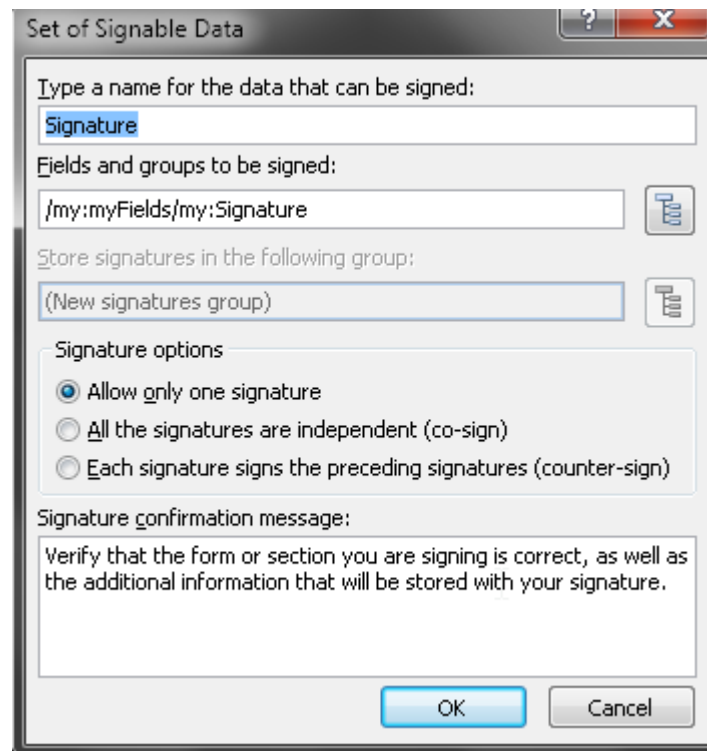 Set of Signable Data
?
Type a name for the data that can be signed:
Signature
Fields and groups to be signed:
/my:myFields/my:Signature
Store signatures in the following group:
(New signatures group)
Signature options
Allow only one signature
All the signatures are independent (co-sign)
Each signature signs the preceding signatures (counter-sign)
Signature confirmation message:
Verify that the form or section you are signing is correct, as well as
the additional information that will be stored with your signature.
OK Cancel